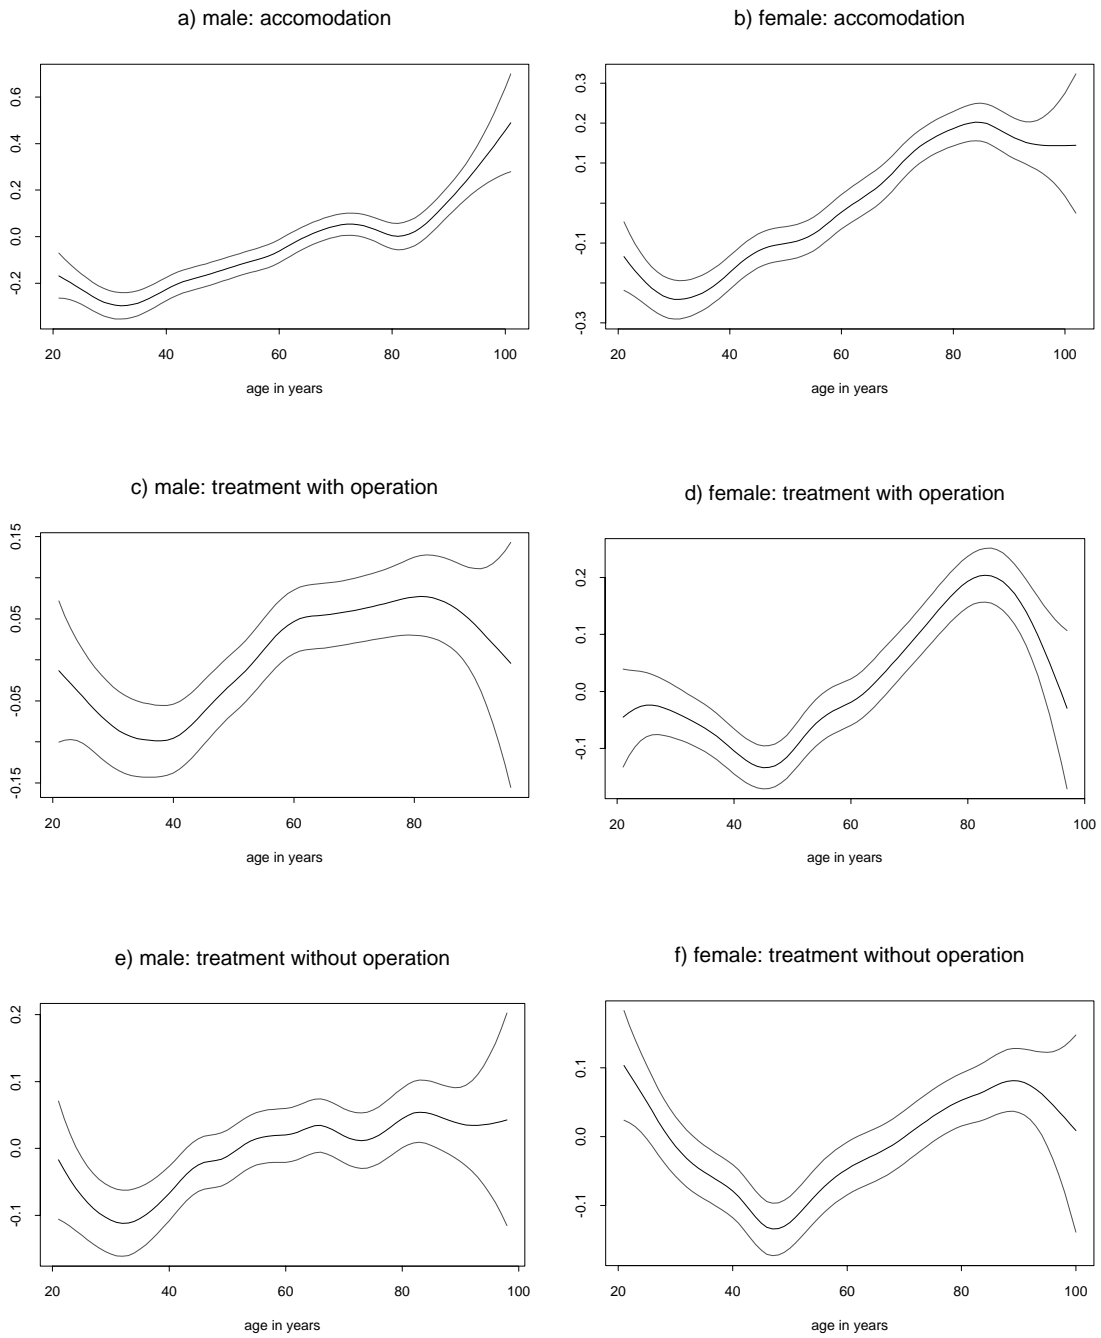 a) male: accomodation
b) female: accomodation
0.6
0.4
0.2
0.0
-0.2
20 40 60 80 100
age in years
0.3
0.2
0.1
-0.1
-0.3
20 40 60 80 100
age in years
c) male: treatment with operation
d) female: treatment with operation
0.15
0.05
-0.05
-0.15
20 40 60 80
age in years
0.2
0.1
0.0
-0.1
20 40 60 80 100
age in years
e) male: treatment without operation
f) female: treatment without operation
0.2
0.1
0.0
-0.1
20 40 60 80 100
age in years
0.1
0.0
-0.1
20 40 60 80 100
age in years